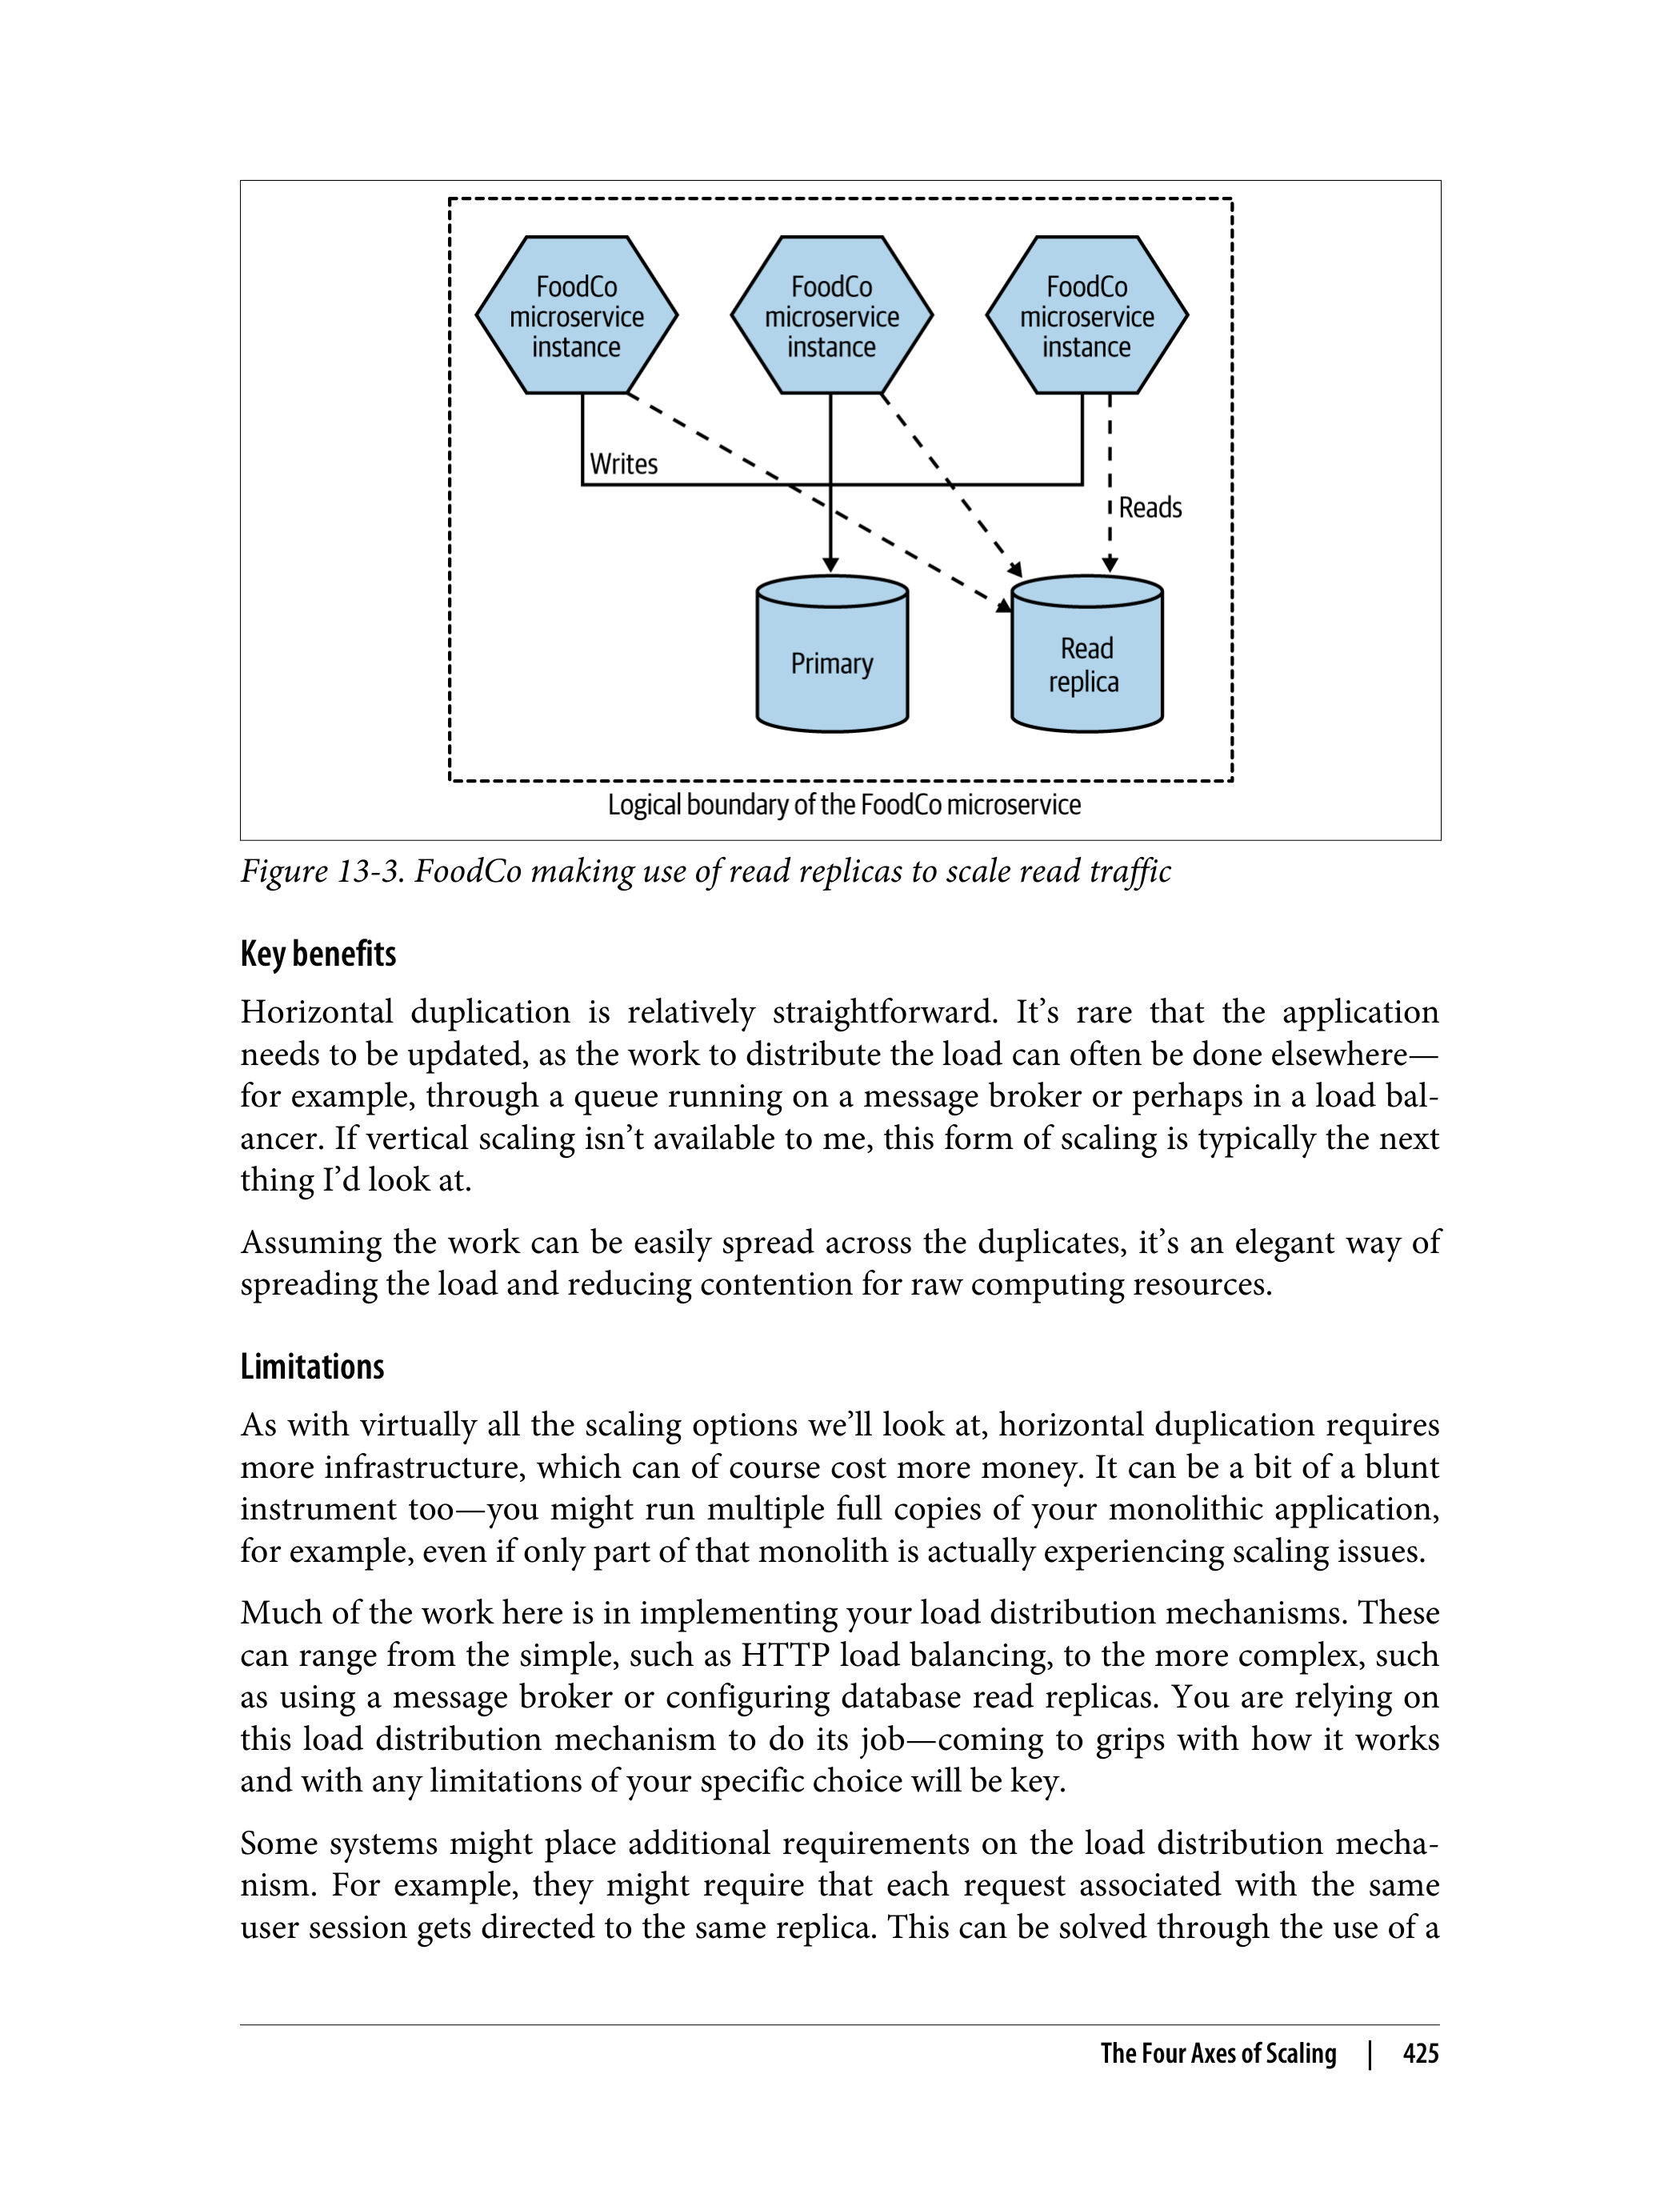 FoodCo
microservice
instance
FoodCo
microservice
instance
FoodCo
microservice
instance
Writes
Reads
Primary
Read
replica
Logical boundary of the FoodCo microservice
Figure 13-3. FoodCo making use of read replicas to scale read traffic
Key benefits
Horizontal duplication is relatively straightforward. It’s rare that the application
needs to be updated, as the work to distribute the load can often be done elsewhere—
for example, through a queue running on a message broker or perhaps in a load bal-
ancer. If vertical scaling isn’t available to me, this form of scaling is typically the next
thing I’d look at.
Assuming the work can be easily spread across the duplicates, it’s an elegant way of
spreading the load and reducing contention for raw computing resources.
Limitations
As with virtually all the scaling options we’ll look at, horizontal duplication requires
more infrastructure, which can of course cost more money. It can be a bit of a blunt
instrument too—you might run multiple full copies of your monolithic application,
for example, even if only part of that monolith is actually experiencing scaling issues.
Much of the work here is in implementing your load distribution mechanisms. These
can range from the simple, such as HTTP load balancing, to the more complex, such
as using a message broker or configuring database read replicas. You are relying on
this load distribution mechanism to do its job—coming to grips with how it works
and with any limitations of your specific choice will be key.
Some systems might place additional requirements on the load distribution mecha-
nism. For example, they might require that each request associated with the same
user session gets directed to the same replica. This can be solved through the use of a
The Four Axes of Scaling | 425